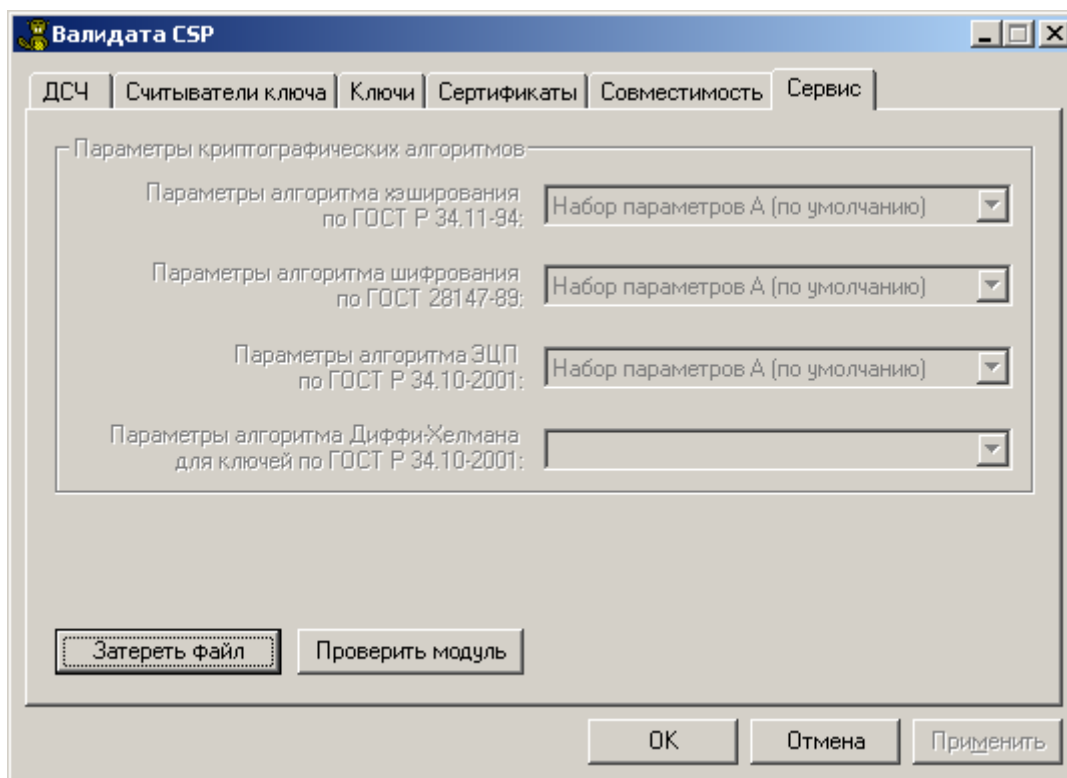 Валидата CSP
ДСЧ Считыватели ключа Ключи Сертификаты Совместимость Сервис
Параметры криптографических алгоритмов
Параметры алгоритма хэширования
по ГОСТ Р 34.11-94: Набор параметров А (по умолчанию)
Параметры алгоритма шифрования
по ГОСТ 28147-89: Набор параметров А (по умолчанию)
Параметры алгоритма ЭЦП
по ГОСТ Р 34.10-2001: Набор параметров А (по умолчанию)
Параметры алгоритма Диффи-Хелмана
для ключей по ГОСТ Р 34.10-2001:
Затереть файл Проверить модуль
ОК Отмена Применить